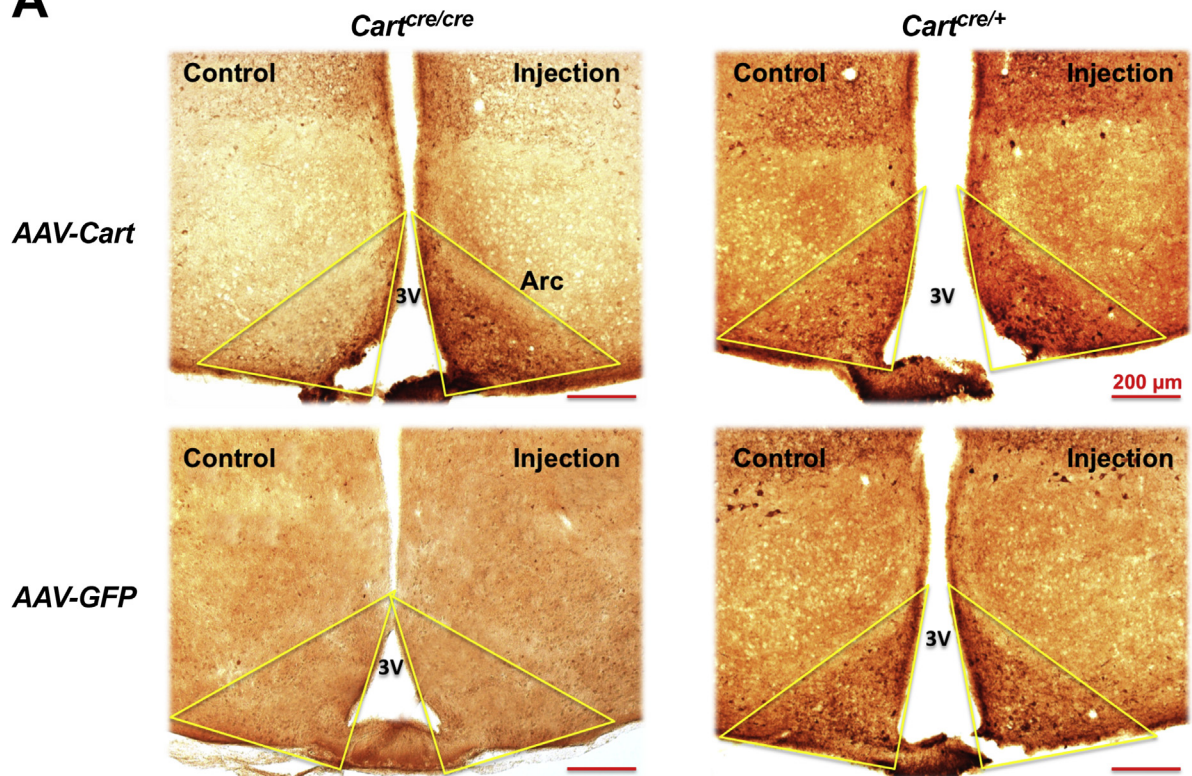 A
Cart^cre/cre
Cart^cre/+
AAV-Cart
Control
Injection
Arc
3V
Control
Injection
3V
200 µm
AAV-GFP
Control
Injection
3V
Control
Injection
3V